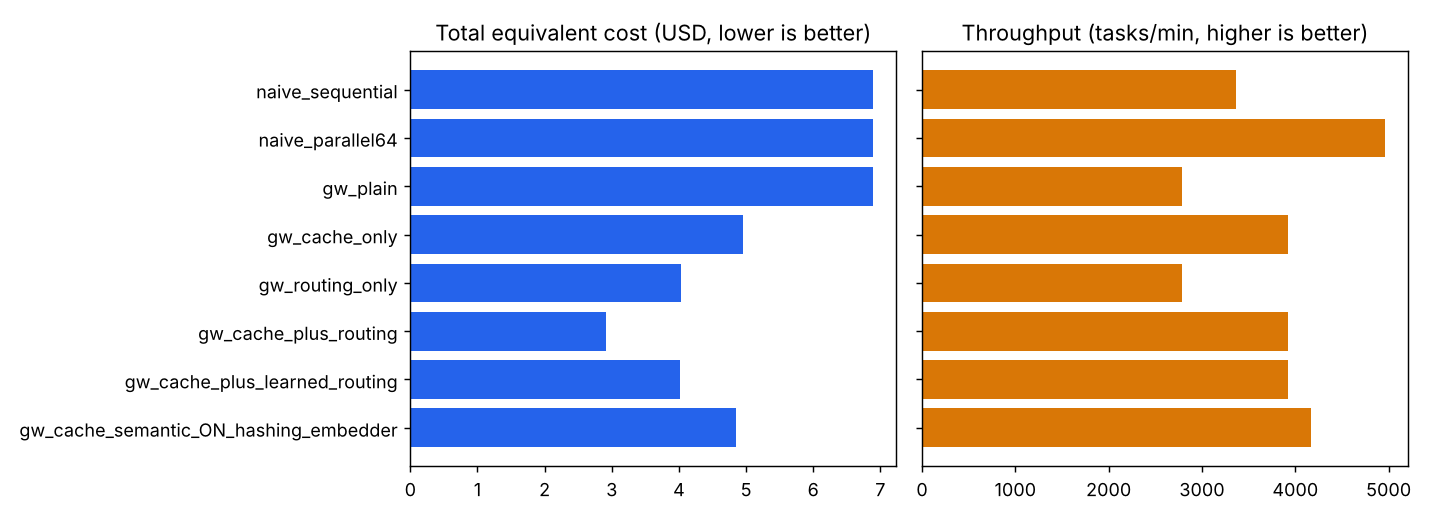 Total equivalent cost (USD, lower is better)
Throughput (tasks/min, higher is better)
naive_sequential
naive_parallel64
gw_plain
gw_cache_only
gw_routing_only
gw_cache_plus_routing
gw_cache_plus_learned_routing
gw_cache_semantic_ON_hashing_embedder
0 1 2 3 4 5 6 7
0 1000 2000 3000 4000 5000